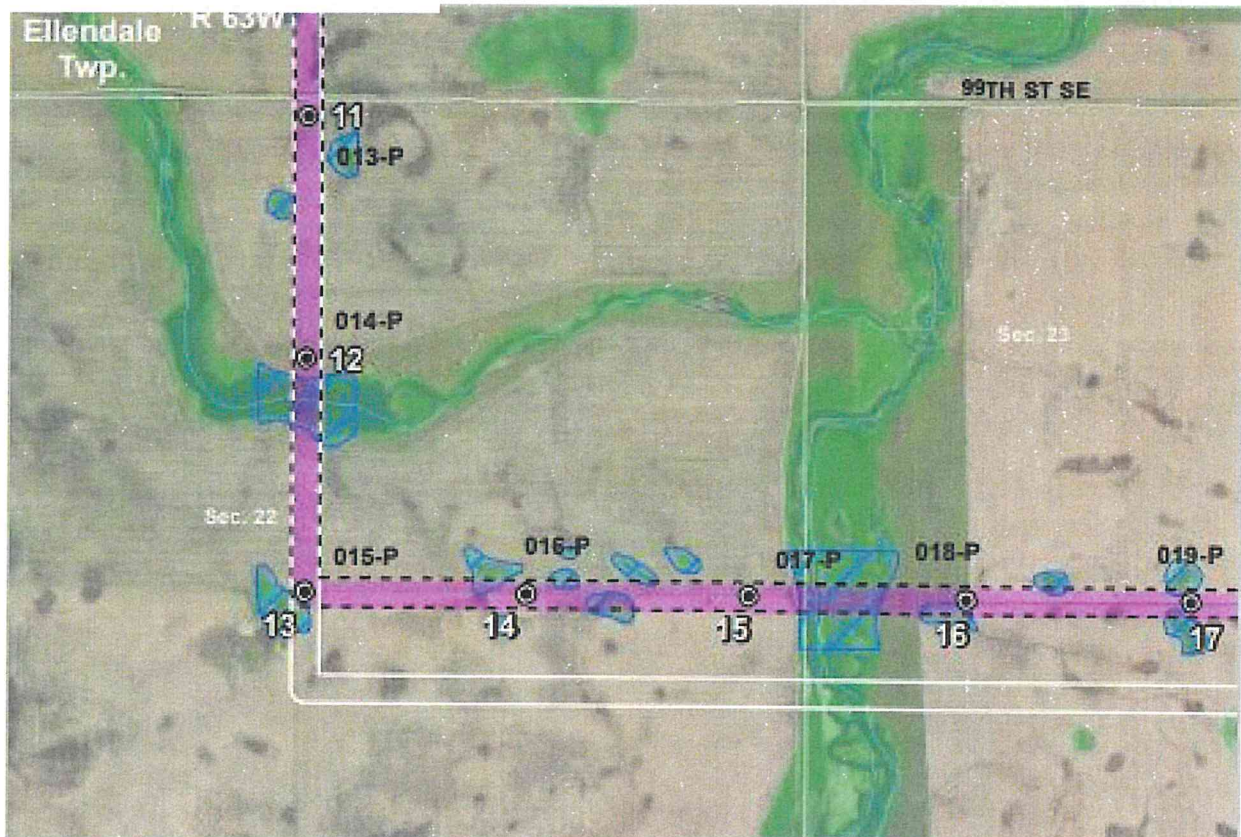 R 63W
Ellendale
Twp.
99TH ST SE
11
013-P
014-P
12
Sec. 23
Sec. 22
015-P
016-P
017-P
018-P
019-P
13
14
15
16
17